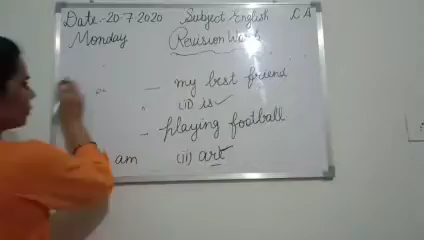 Date:-20-7-2020 Subject English C A
Monday Revision Work
— my best friend
(i) is ✓
– playing football
am (ii) art